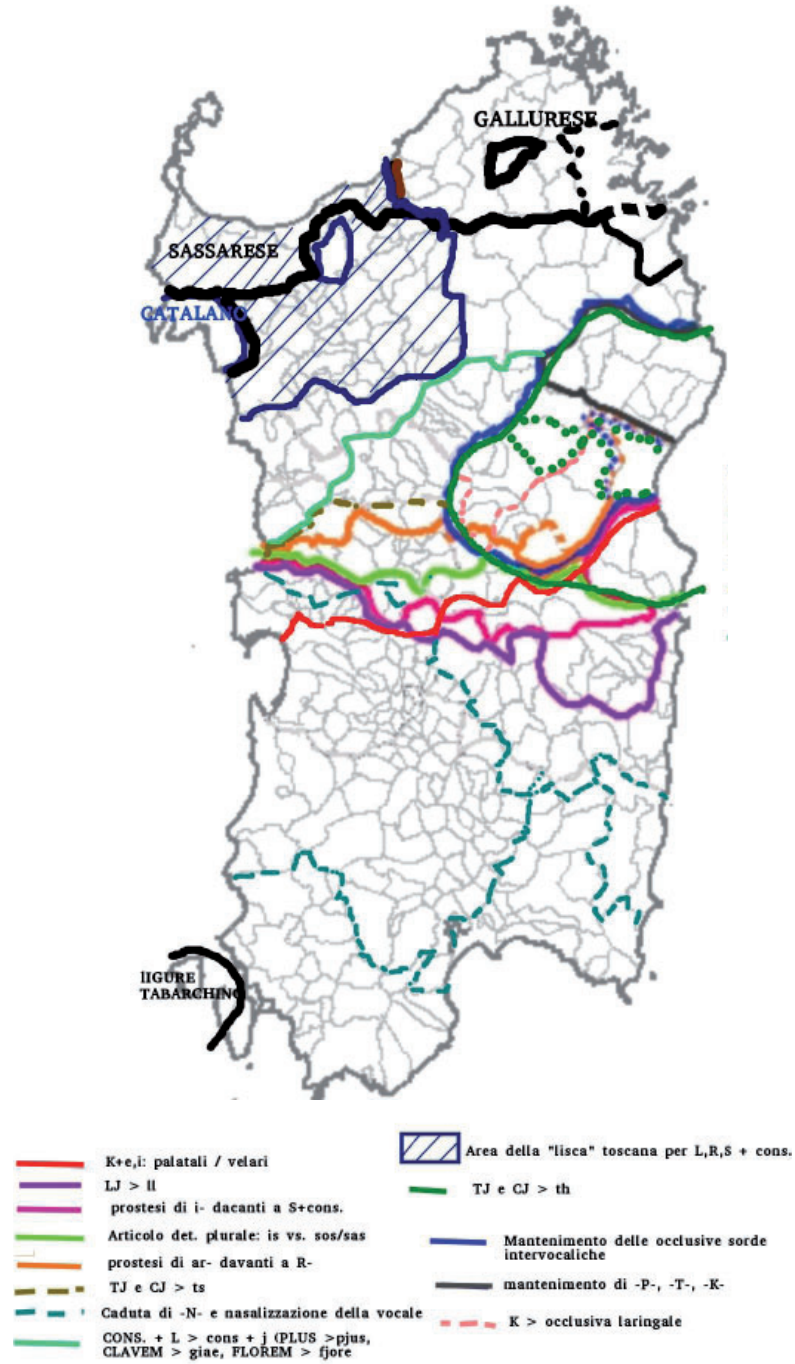 GALLURESE
SASSARESE
CATALANO
lIGURE
TABARCHINO
K+e,i: palatali / velari
LJ > ll
prostesi di i- dacanti a S+cons.
Articolo det. plurale: is vs. sos/sas
prostesi di ar- davanti a R-
TJ e CJ > ts
Caduta di -N- e nasalizzazione della vocale
CONS. + L > cons + j (PLUS >pjus,
CLAVEM > giae, FLOREM > fjore
Area della "lisca" toscana per L,R,S + cons.
TJ e CJ > th
Mantenimento delle occlusive sorde
intervocaliche
mantenimento di -P-, -T-, -K-
K > occlusiva laringale